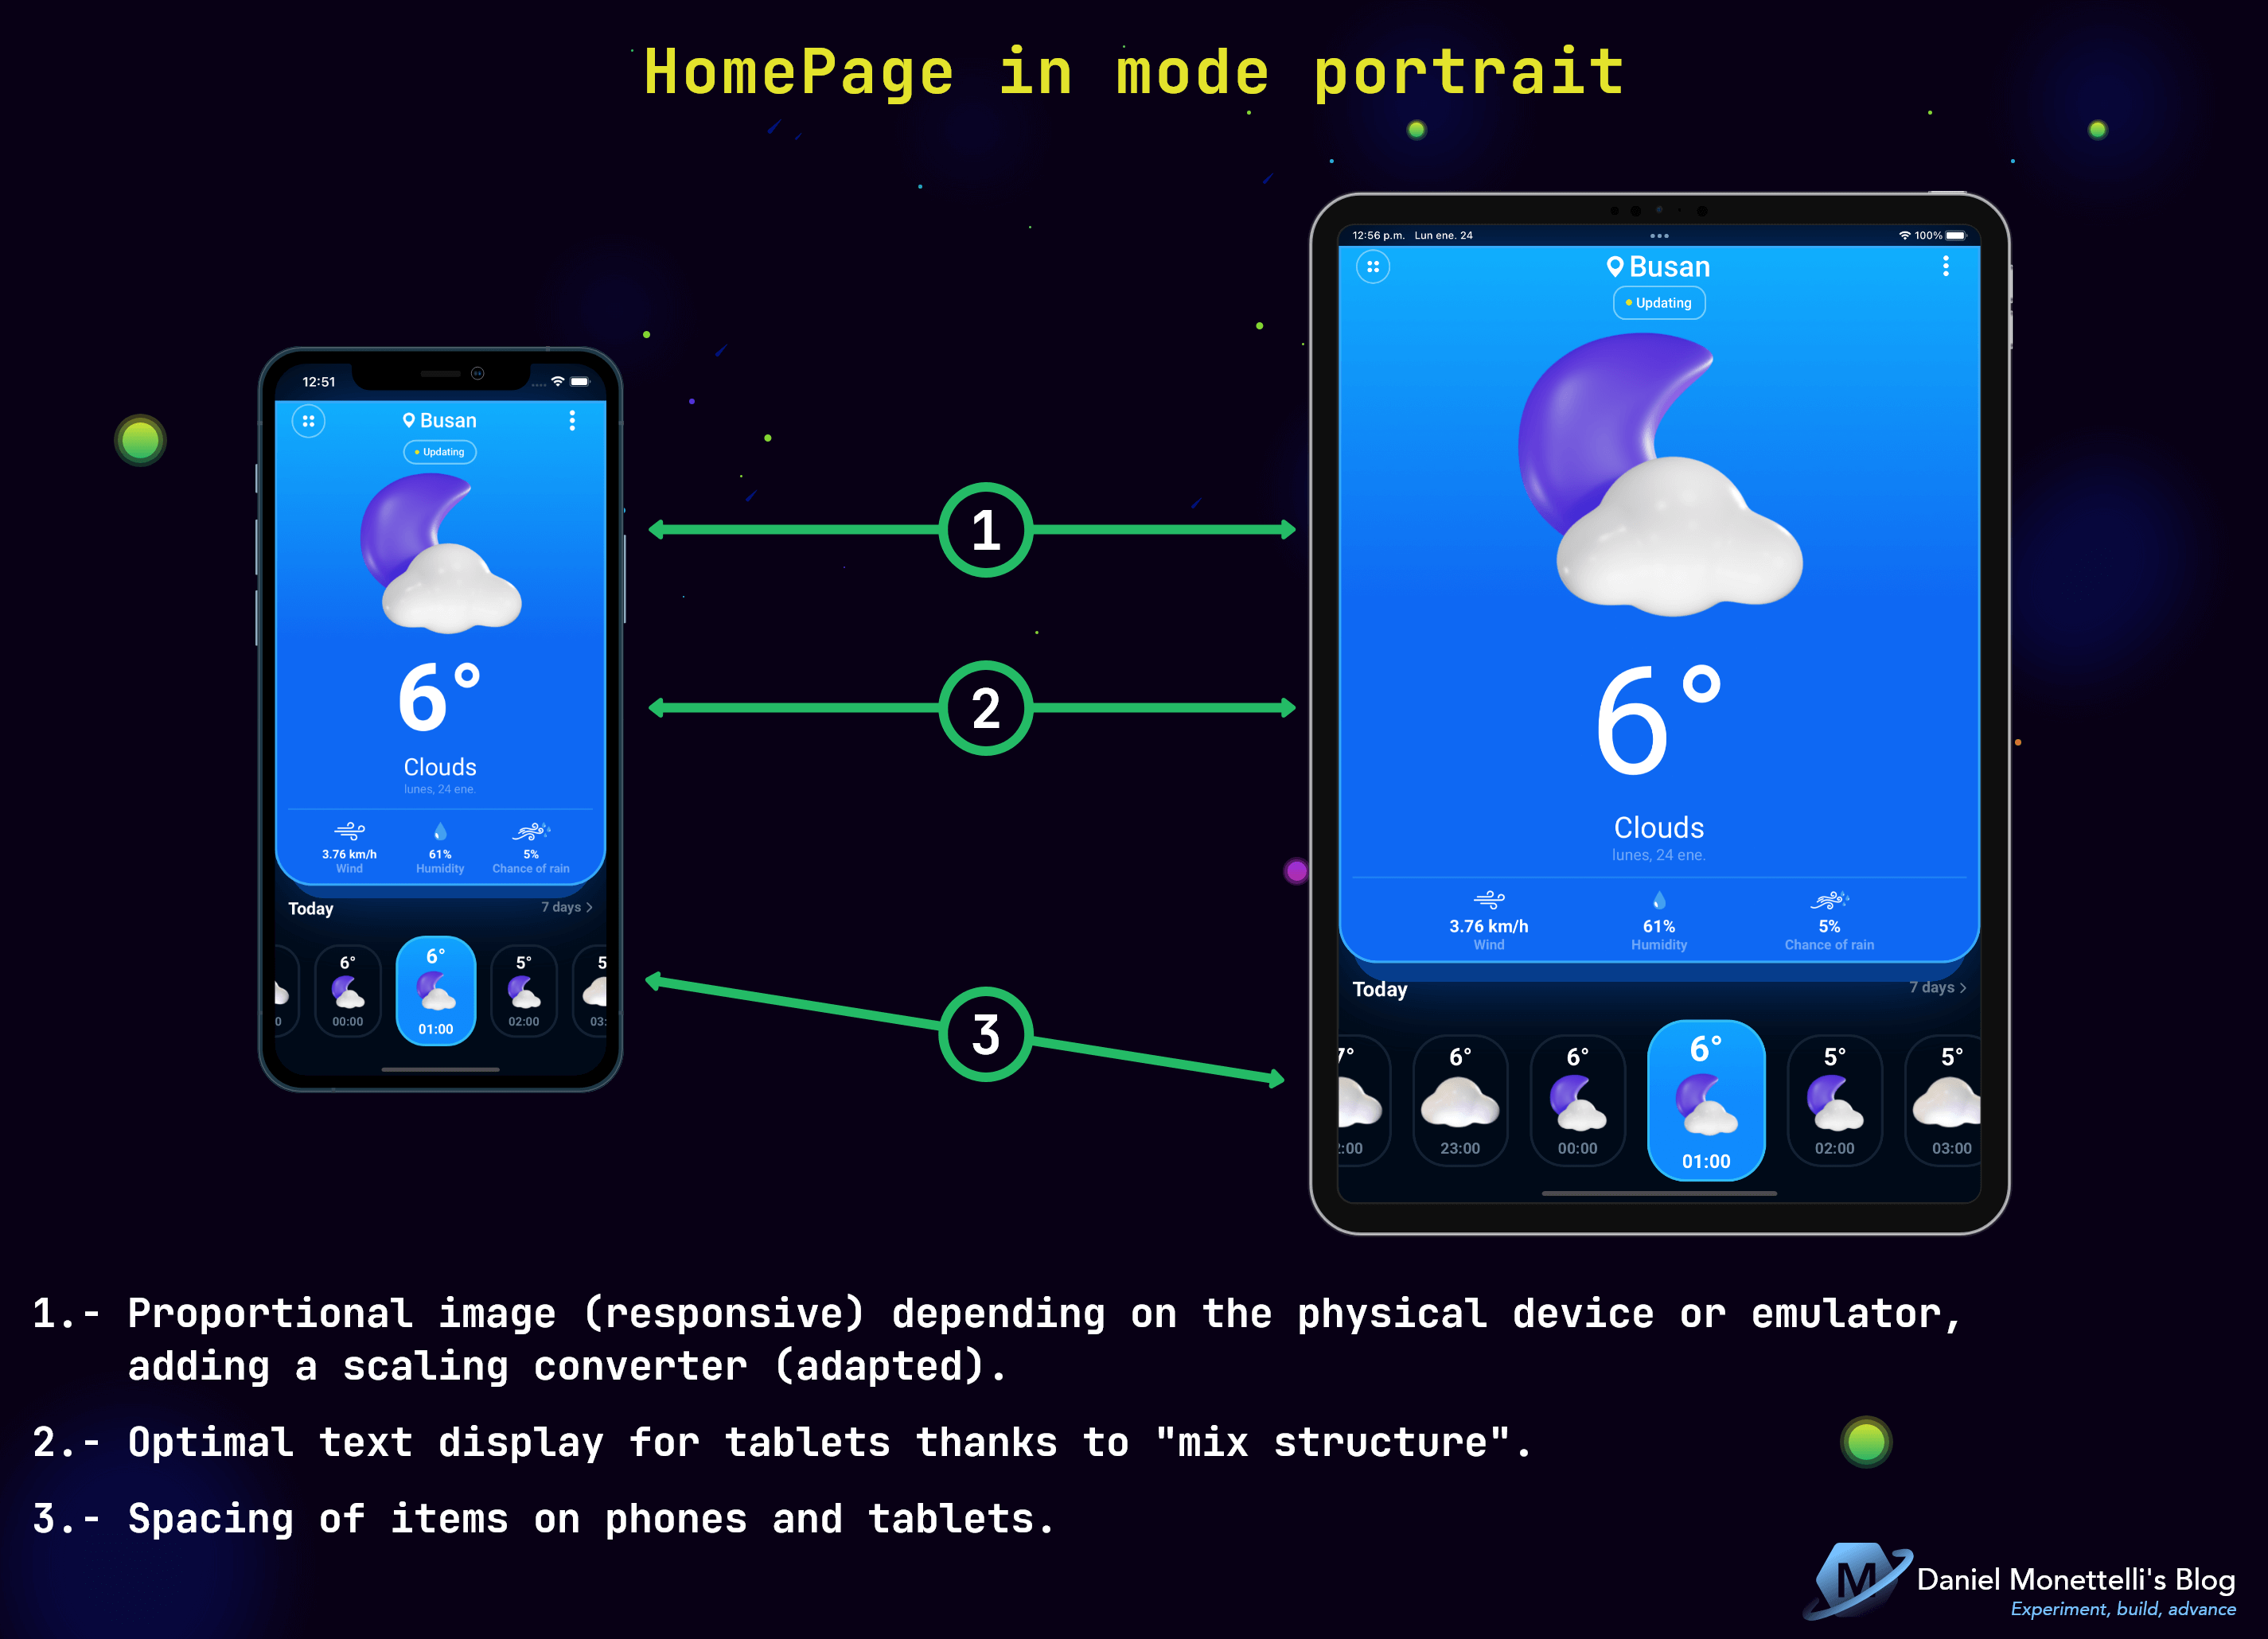 HomePage in mode portrait
12:51
Busan
Updating
6°
Clouds
lunes, 24 ene.
3.76 km/h 61% 5%
Wind Humidity Chance of rain
Today 7 days >
6° 6° 5° 5
0 00:00 01:00 02:00 03:
12:56 p.m. Lun ene. 24 100%
Busan
Updating
6°
Clouds
lunes, 24 ene.
3.76 km/h 61% 5%
Wind Humidity Chance of rain
Today 7 days >
7° 6° 6° 6° 5° 5°
:00 23:00 00:00 01:00 02:00 03:00
1
2
3
1.- Proportional image (responsive) depending on the physical device or emulator,
adding a scaling converter (adapted).
2.- Optimal text display for tablets thanks to "mix structure".
3.- Spacing of items on phones and tablets.
M
Daniel Monettelli's Blog
Experiment, build, advance